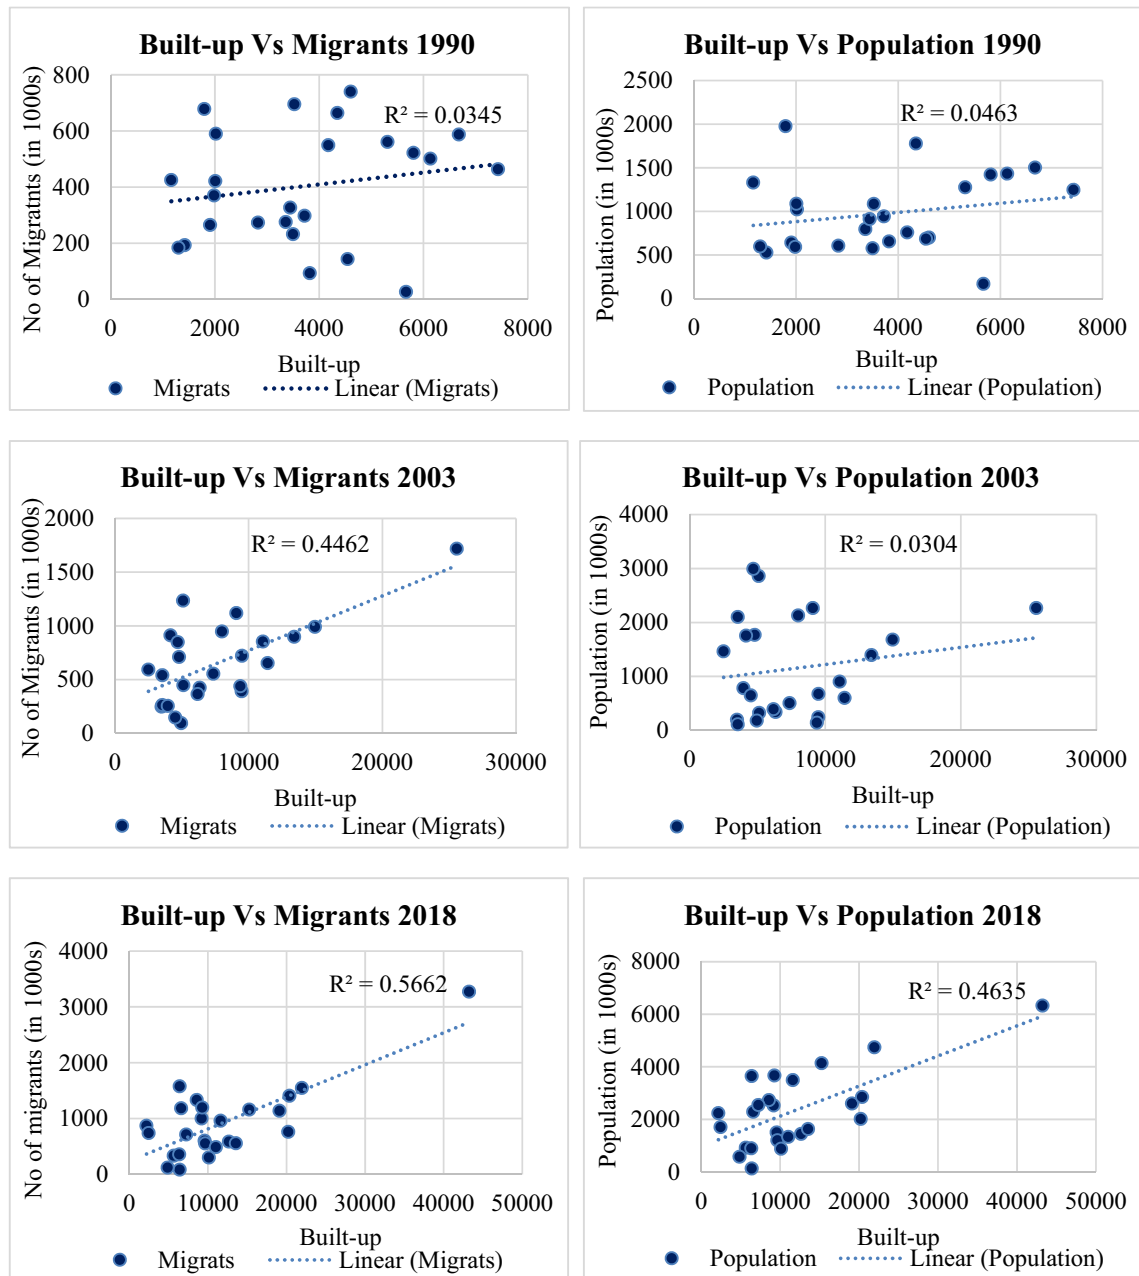 Built-up Vs Migrants 1990
No of Migratnts (in 1000s)
800
600
400
200
0
R² = 0.0345
0 2000 4000 6000 8000
Built-up
Migrats Linear (Migrats)
Built-up Vs Population 1990
Population (in 1000s)
2500
2000
1500
1000
500
0
R² = 0.0463
0 2000 4000 6000 8000
Built-up
Population Linear (Population)
Built-up Vs Migrants 2003
No of Migrants (in 1000s)
2000
1500
1000
500
0
R² = 0.4462
0 10000 20000 30000
Built-up
Migrats Linear (Migrats)
Built-up Vs Population 2003
Population (in 1000s)
4000
3000
2000
1000
0
R² = 0.0304
0 10000 20000 30000
Built-up
Population Linear (Population)
Built-up Vs Migrants 2018
No of migrants (in 1000s)
4000
3000
2000
1000
0
R² = 0.5662
0 10000 20000 30000 40000 50000
Built-up
Migrats Linear (Migrats)
Built-up Vs Population 2018
Population (in 1000s)
8000
6000
4000
2000
0
R² = 0.4635
0 10000 20000 30000 40000 50000
Built-up
Population Linear (Population)